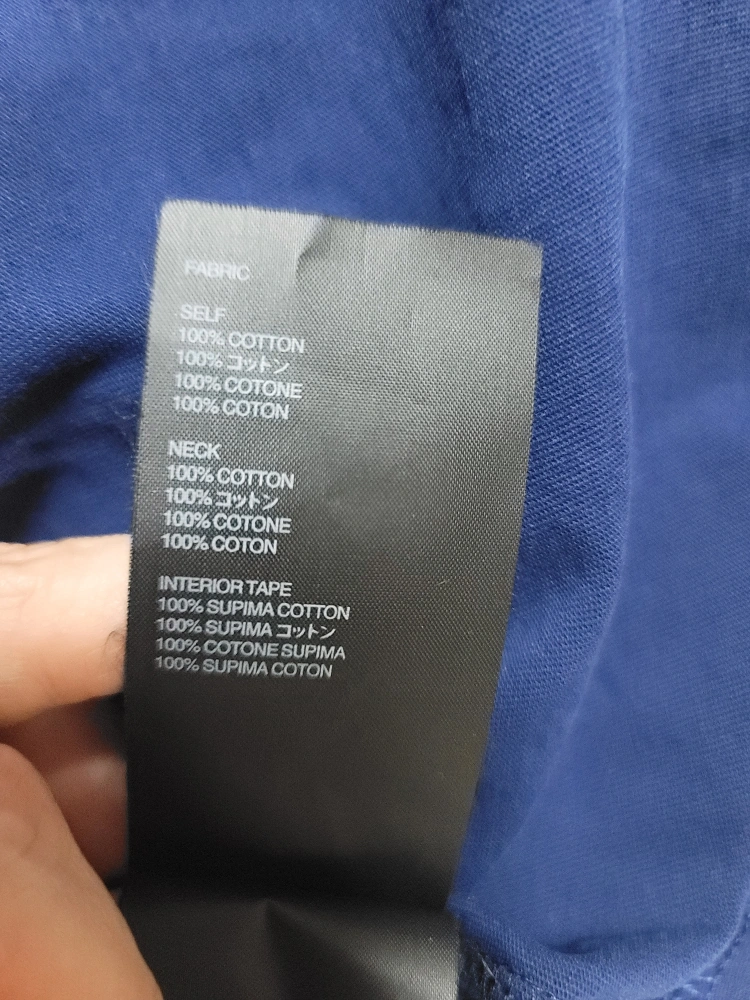 FABRIC
SELF
100% COTTON
100% コットン
100% COTONE
100% COTON
NECK
100% COTTON
100% コットン
100% COTONE
100% COTON
INTERIOR TAPE
100% SUPIMA COTTON
100% SUPIMA コットン
100% COTONE SUPIMA
100% SUPIMA COTON